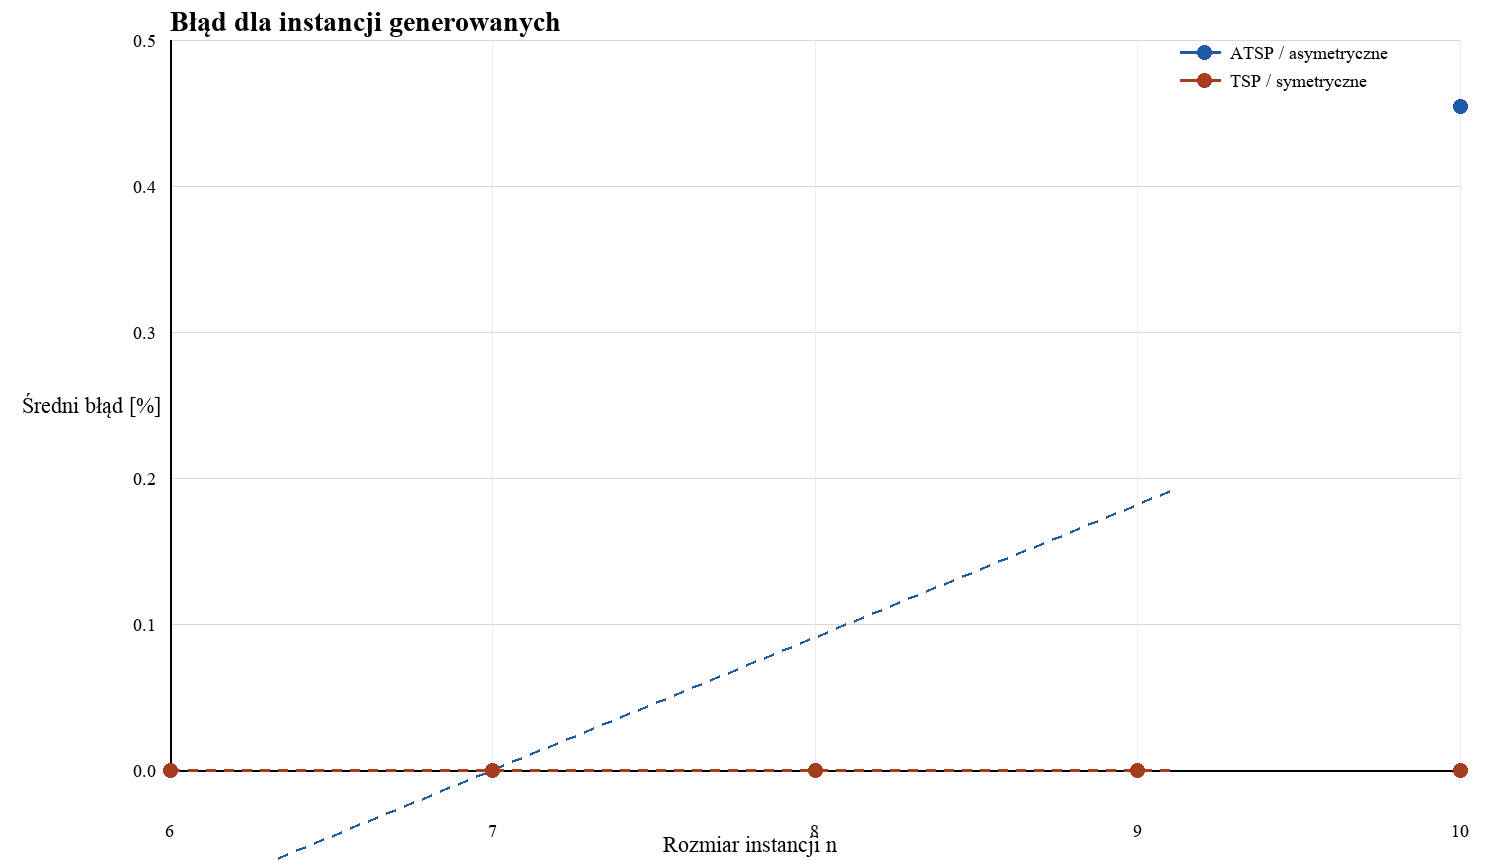 Błąd dla instancji generowanych
0.5
ATSP / asymetryczne
TSP / symetryczne
0.4
0.3
Średni błąd [%]
0.2
0.1
0.0
6 7 8 9 10
Rozmiar instancji n